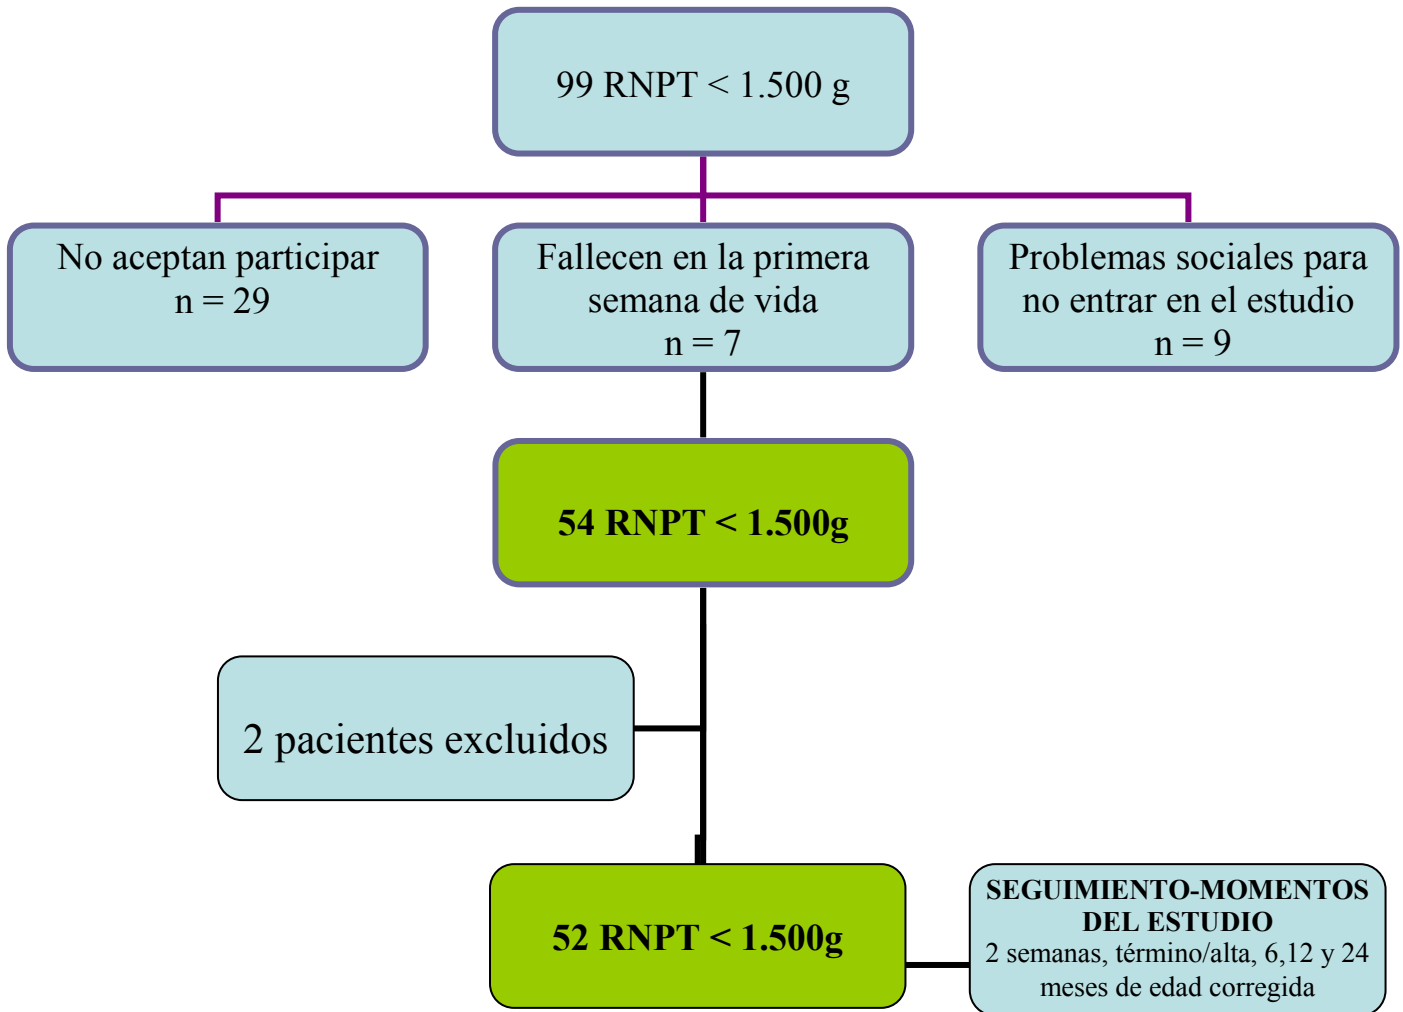 99 RNPT < 1.500 g
No aceptan participar
n = 29
Fallecen en la primera
semana de vida
n = 7
Problemas sociales para
no entrar en el estudio
n = 9
54 RNPT < 1.500g
2 pacientes excluidos
52 RNPT < 1.500g
SEGUIMIENTO-MOMENTOS
DEL ESTUDIO
2 semanas, término/alta, 6,12 y 24
meses de edad corregida